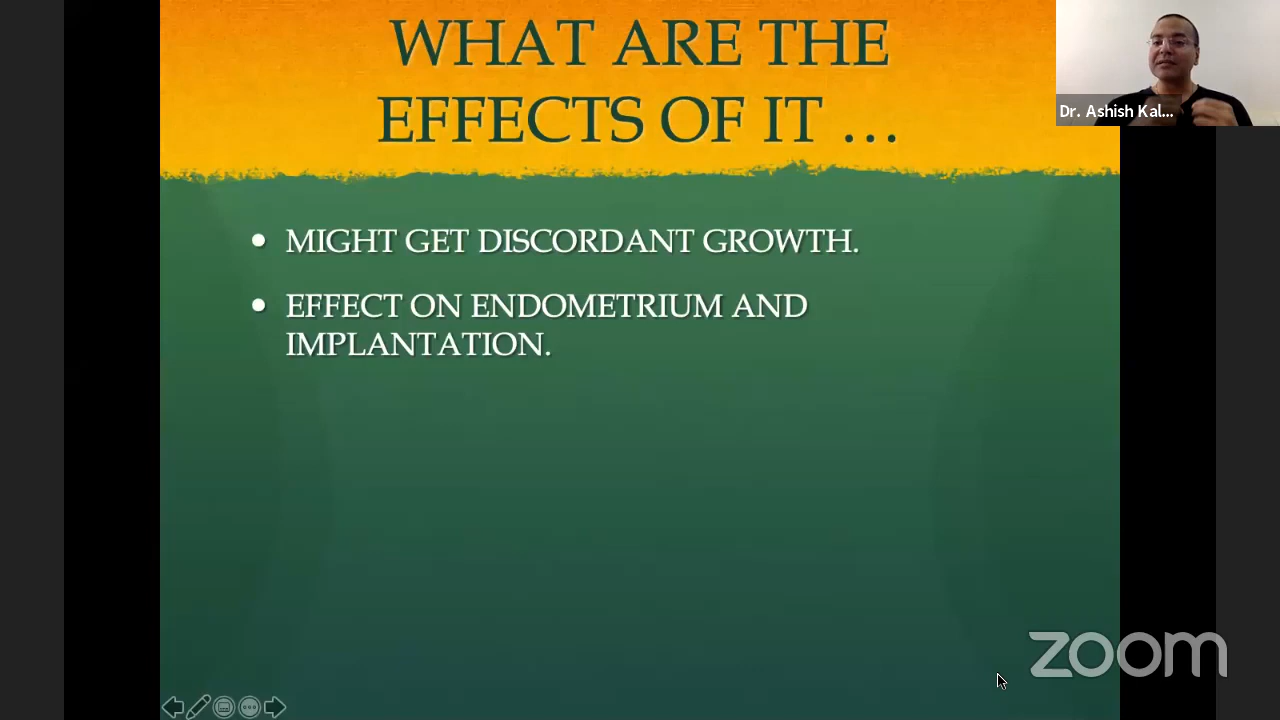 WHAT ARE THE
EFFECTS OF IT ...
Dr. Ashish Kal...
• MIGHT GET DISCORDANT GROWTH.
• EFFECT ON ENDOMETRIUM AND
IMPLANTATION.
zoom